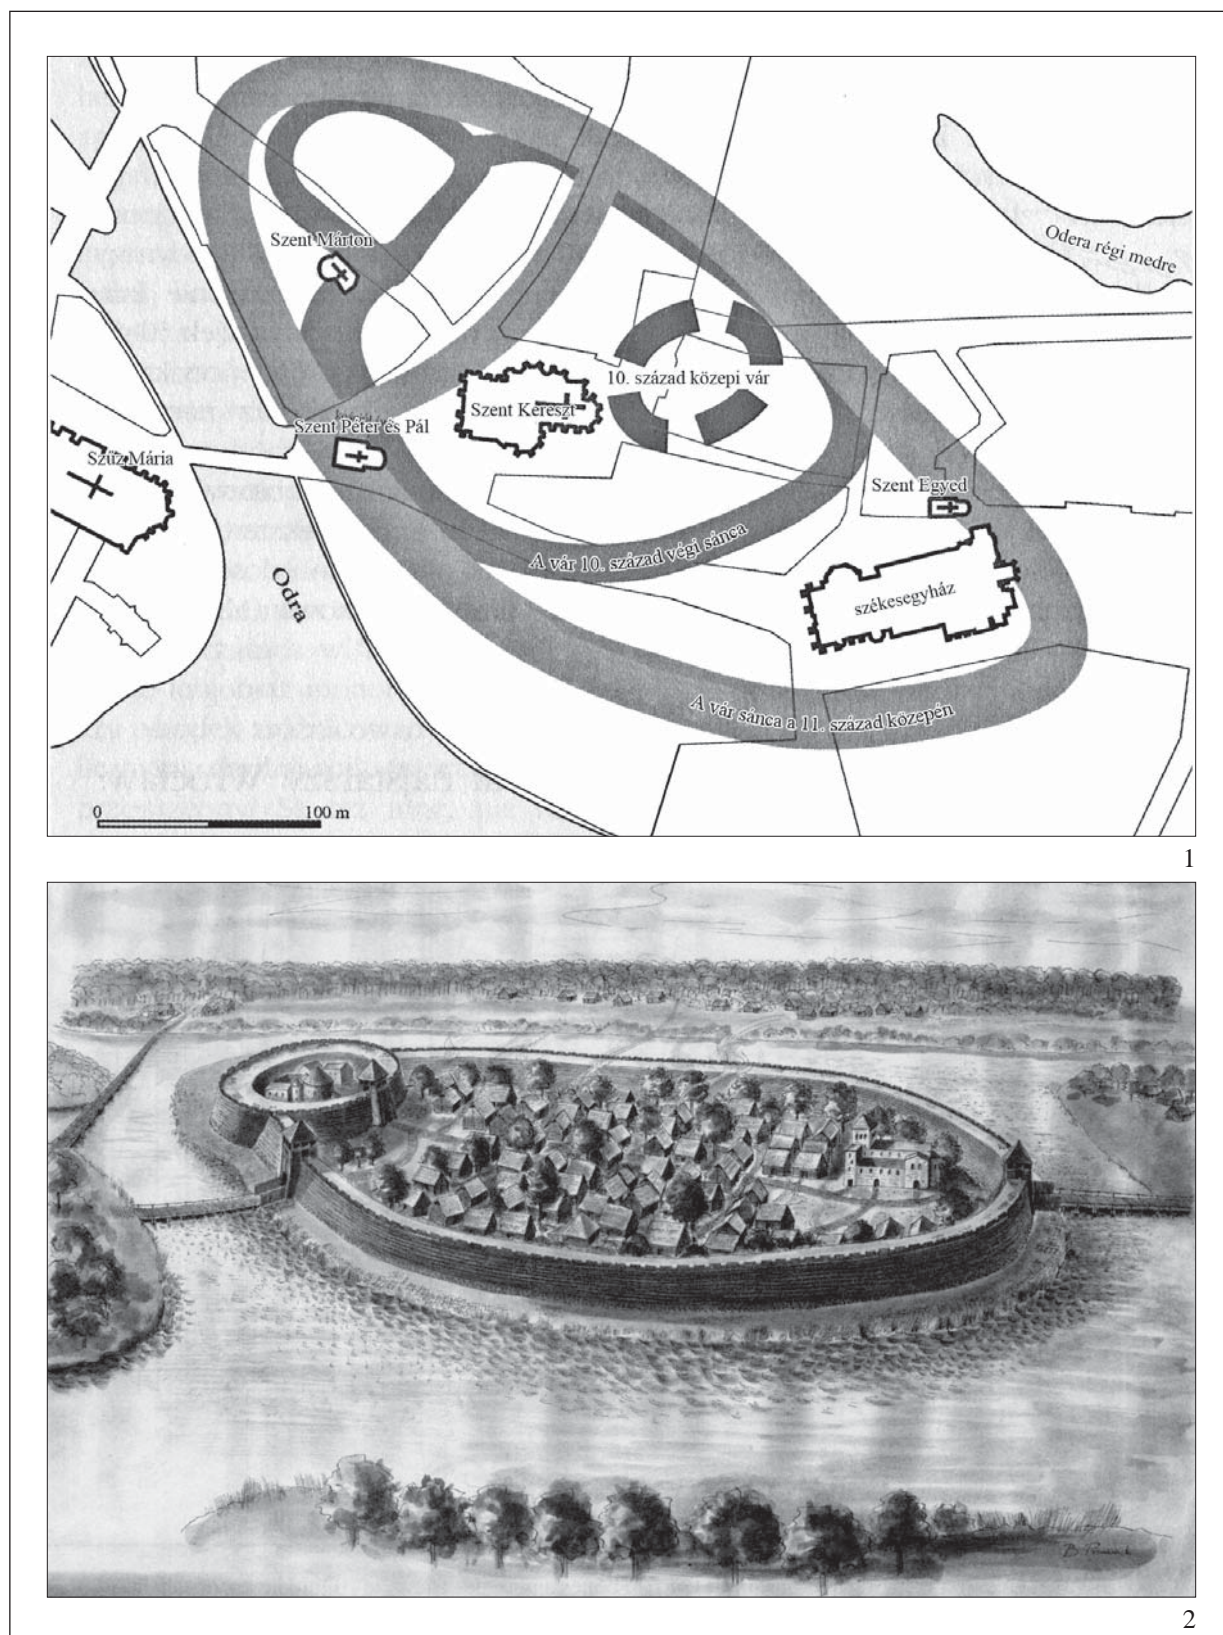 Szent Márton
Odera régi medre
10. század közepi vár
Szent Kereszt
Szent Péter és Pál
Szűz Mária
Szent Egyed
A vár 10. század végi sánca
székesegyház
Odra
A vár sánca a 11. század közepén
0 100 m
1
2